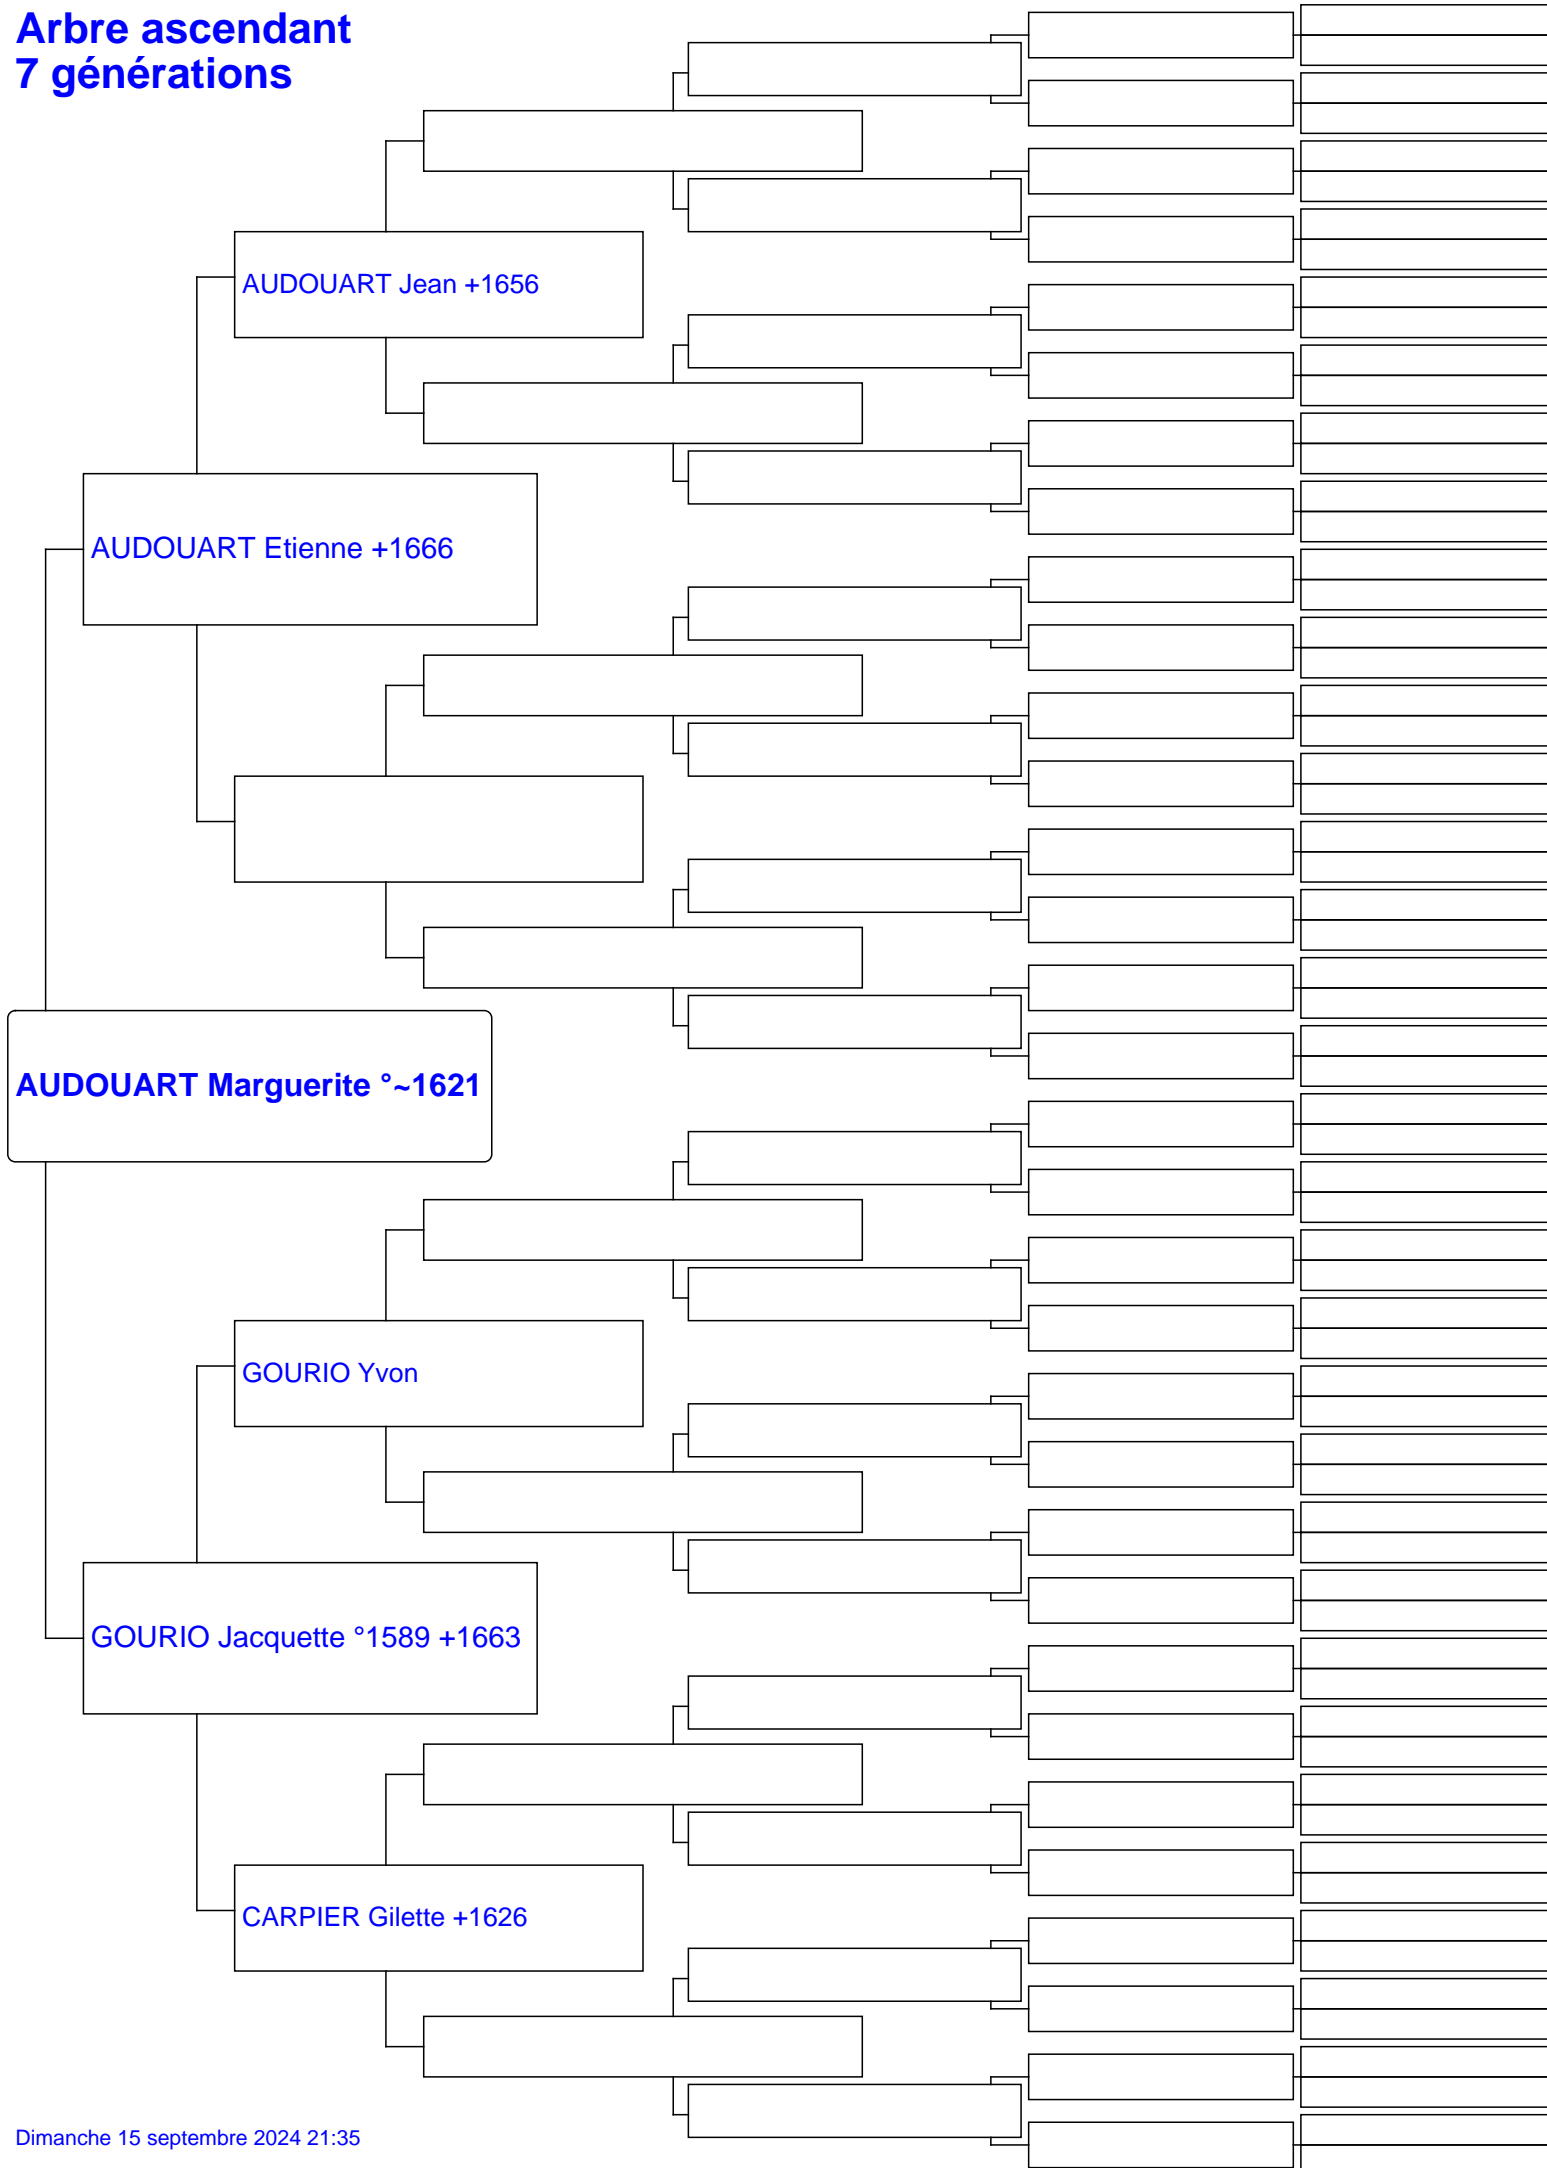 Arbre ascendant
7 générations
AUDOUART Jean +1656
AUDOUART Etienne +1666
AUDOUART Marguerite °~1621
GOURIO Yvon
GOURIO Jacquette °1589 +1663
CARPIER Gilette +1626
Dimanche 15 septembre 2024 21:35